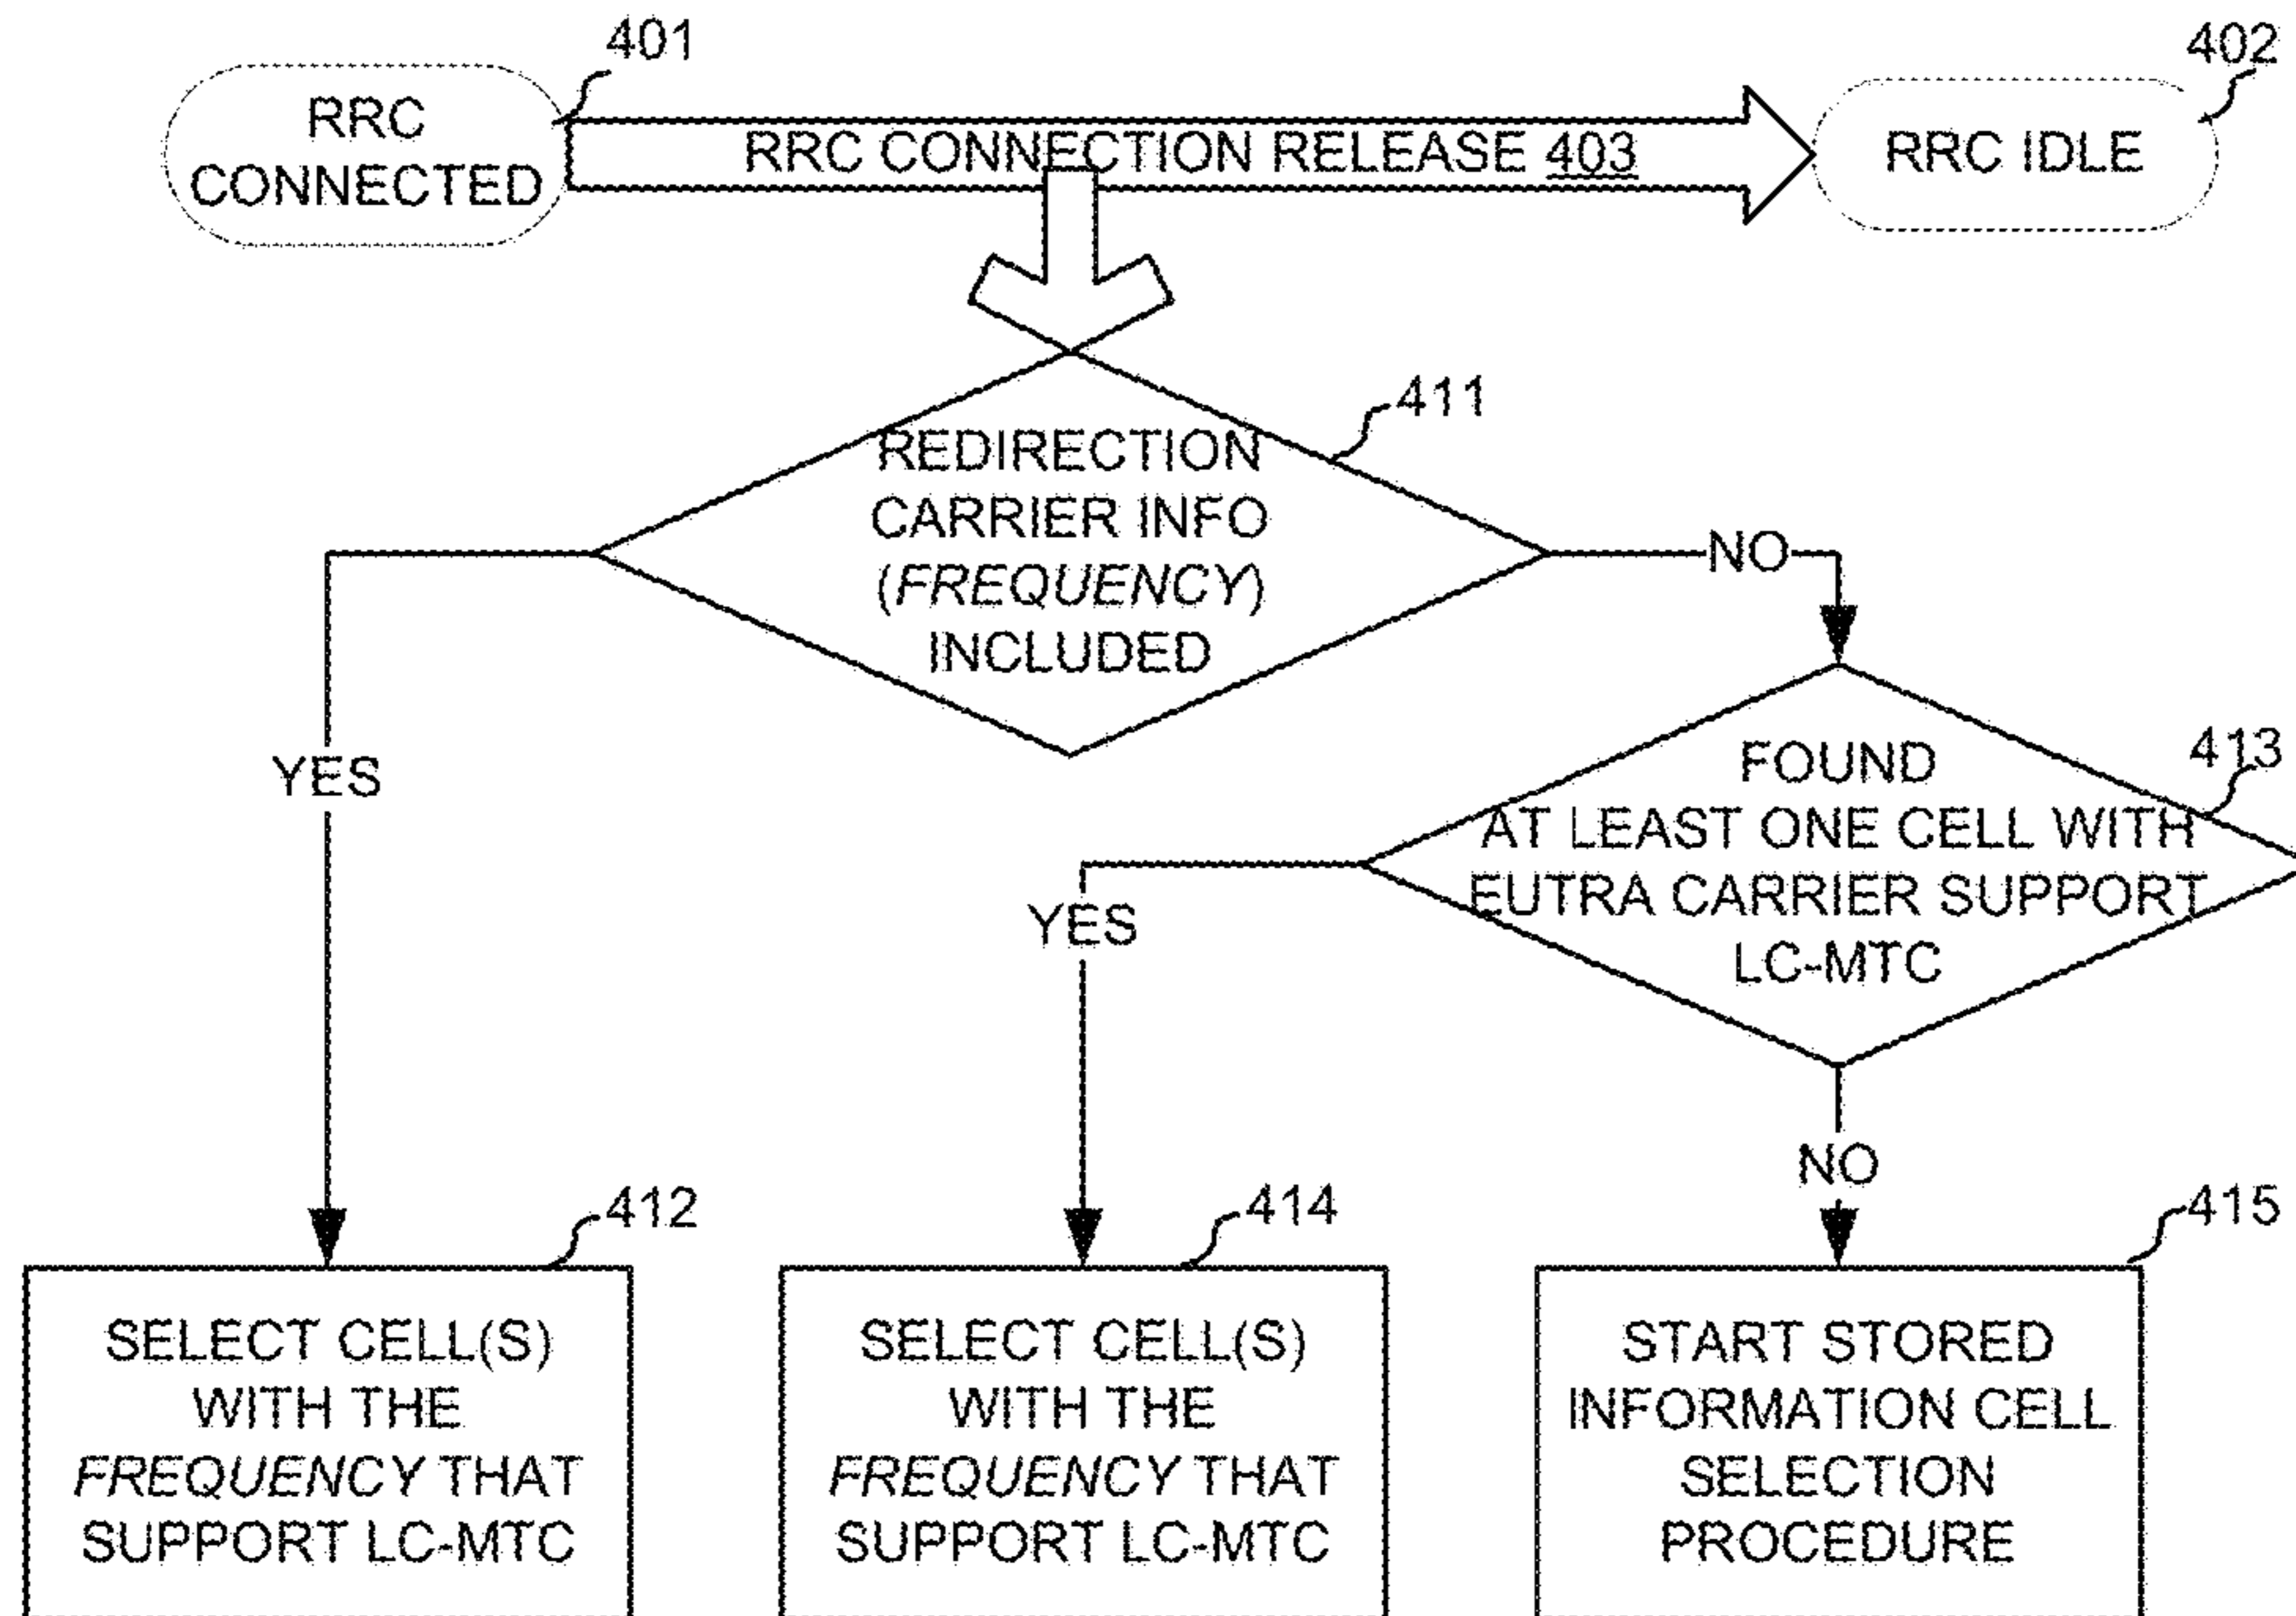 401
402
RRC
CONNECTED
RRC CONNECTION RELEASE 403
RRC IDLE
411
REDIRECTION
CARRIER INFO
(FREQUENCY)
INCLUDED
NO
YES
413
FOUND
AT LEAST ONE CELL WITH
EUTRA CARRIER SUPPORT
LC-MTC
YES
NO
412
SELECT CELL(S)
WITH THE
FREQUENCY THAT
SUPPORT LC-MTC
414
SELECT CELL(S)
WITH THE
FREQUENCY THAT
SUPPORT LC-MTC
415
START STORED
INFORMATION CELL
SELECTION
PROCEDURE